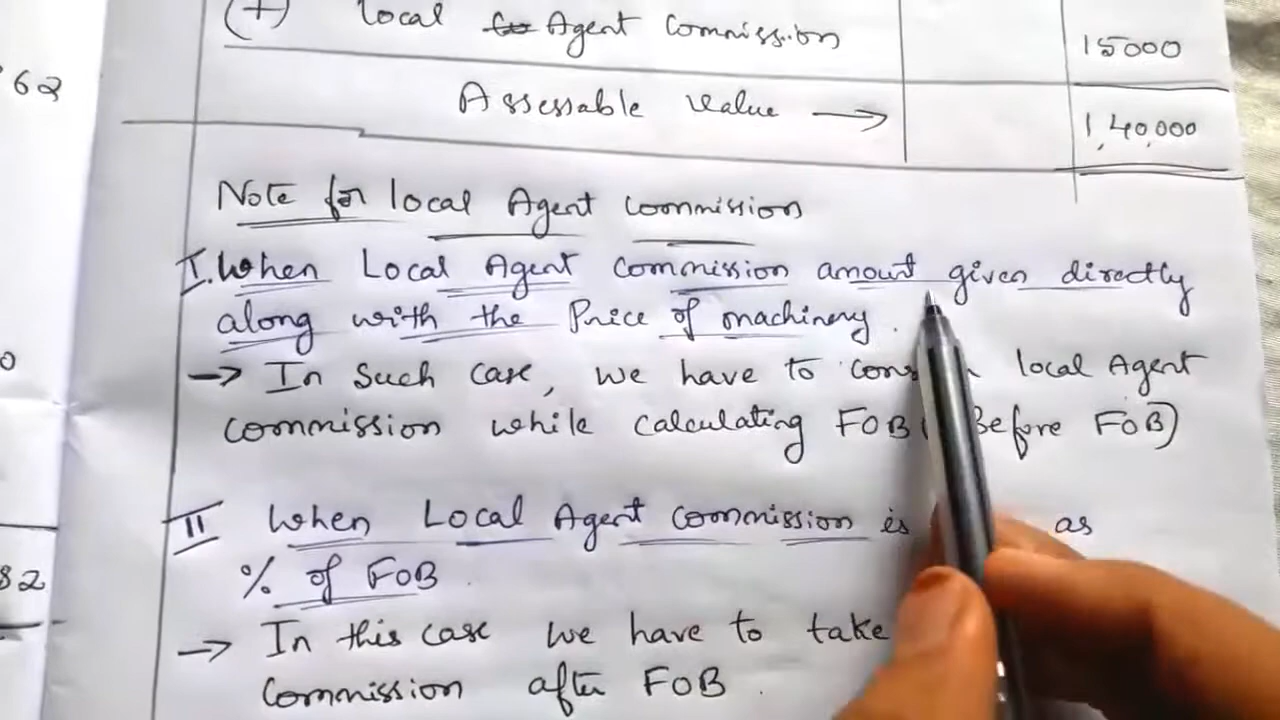 62
0
82
(+) Local Agent Commission 15000
Assessable value → 1,40,000
Note for local Agent commission
I. When Local Agent Commission amount given directly
along with the Price of machinery.
→ In Such case, we have to local Agent
commission while calculating FOB (Before FOB)
II When Local Agent commission is as
% of FOB.
→ In this case we have to take
commission after FOB.